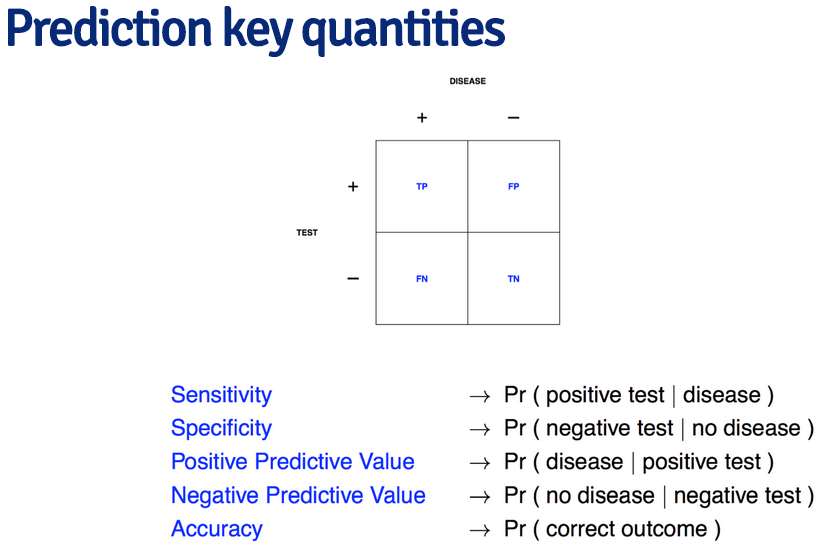 Prediction key quantities
DISEASE
+ −
+ TP FP
TEST
− FN TN
Sensitivity → Pr ( positive test | disease )
Specificity → Pr ( negative test | no disease )
Positive Predictive Value → Pr ( disease | positive test )
Negative Predictive Value → Pr ( no disease | negative test )
Accuracy → Pr ( correct outcome )